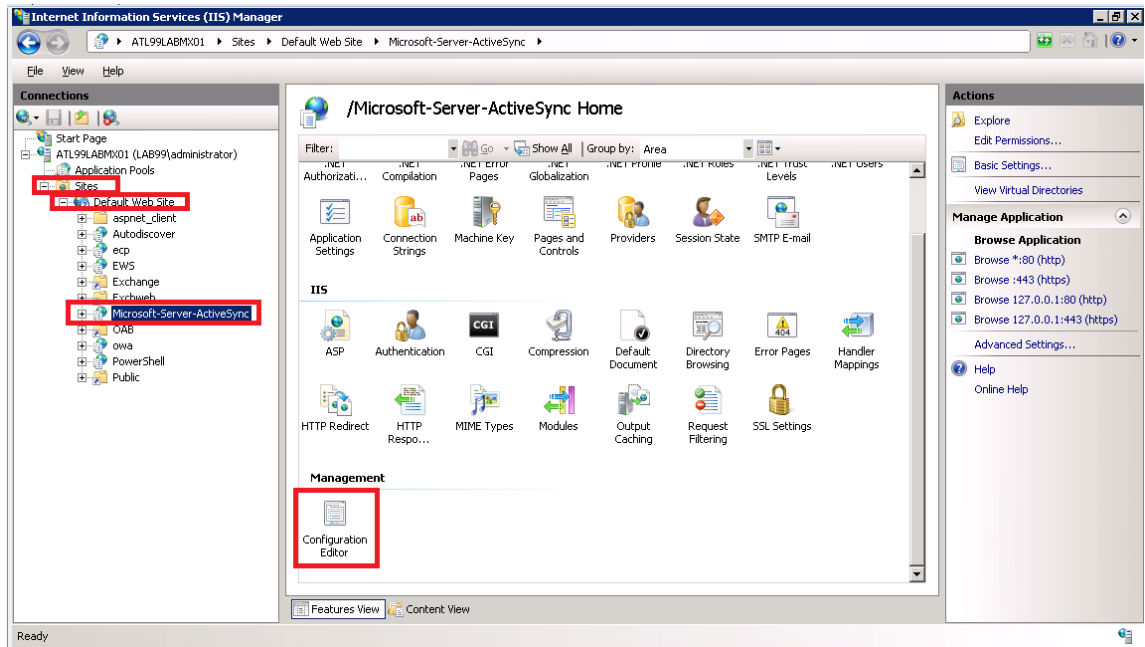 Internet Information Services (IIS) Manager
ATL99LABMX01 Sites Default Web Site Microsoft-Server-ActiveSync
File View Help
Connections
Start Page
ATL99LABMX01 (LAB99\administrator)
Application Pools
Sites
Default Web Site
aspnet_client
Autodiscover
ecp
EWS
Exchange
Exchweb
Microsoft-Server-ActiveSync
OAB
owa
PowerShell
Public
/Microsoft-Server-ActiveSync Home
Filter: Go Show All Group by: Area
.NET Authorizati...
.NET Compilation
.NET Error Pages
.NET Globalization
.NET Profile
.NET Roles
.NET Trust Levels
.NET Users
Application Settings
Connection Strings
Machine Key
Pages and Controls
Providers
Session State
SMTP E-mail
IIS
ASP
Authentication
CGI
CGI
Compression
Default Document
Directory Browsing
404
Error Pages
Handler Mappings
HTTP Redirect
HTTP Respo...
MIME Types
Modules
Output Caching
Request Filtering
SSL Settings
Management
Configuration Editor
Features View Content View
Actions
Explore
Edit Permissions...
Basic Settings...
View Virtual Directories
Manage Application
Browse Application
Browse *:80 (http)
Browse :443 (https)
Browse 127.0.0.1:80 (http)
Browse 127.0.0.1:443 (https)
Advanced Settings...
Help
Online Help
Ready